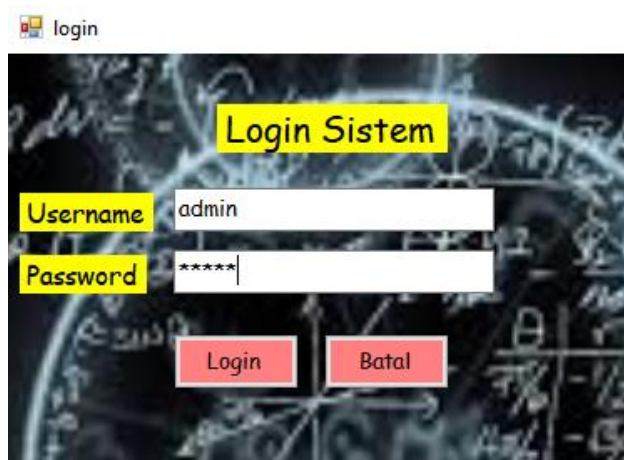 login
Login Sistem
Username admin
Password *****
Login Batal